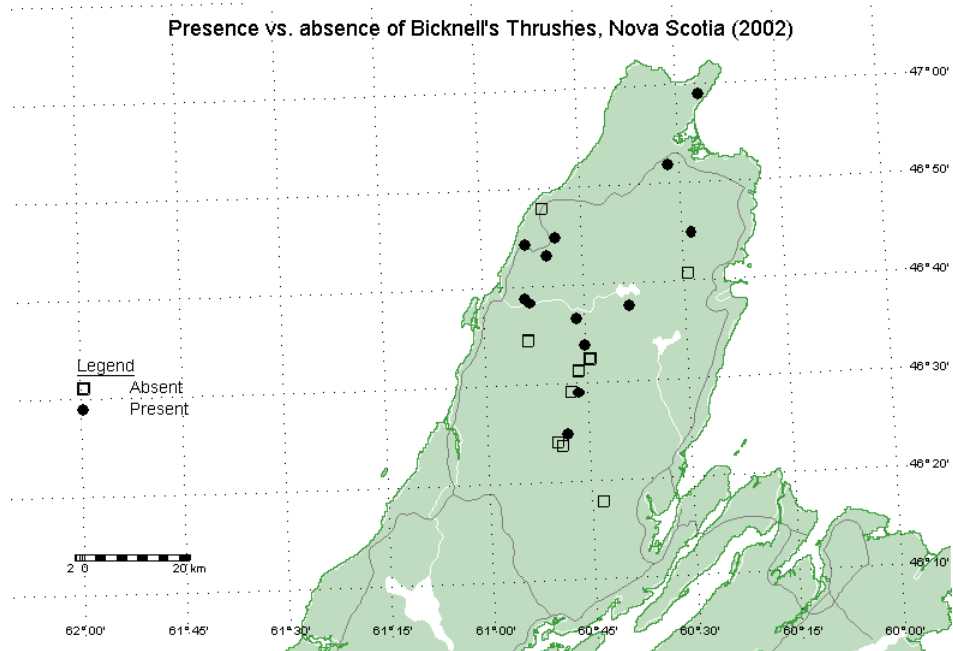 Presence vs. absence of Bicknell's Thrushes, Nova Scotia (2002)
47° 00'
46° 50'
46° 40'
46° 30'
Legend
Absent
Present
46° 20'
2 0 20 km
46° 10'
62° 00' 61° 45' 61° 30' 61° 15' 61° 00' 60° 45' 60° 30' 60° 15' 60° 00'